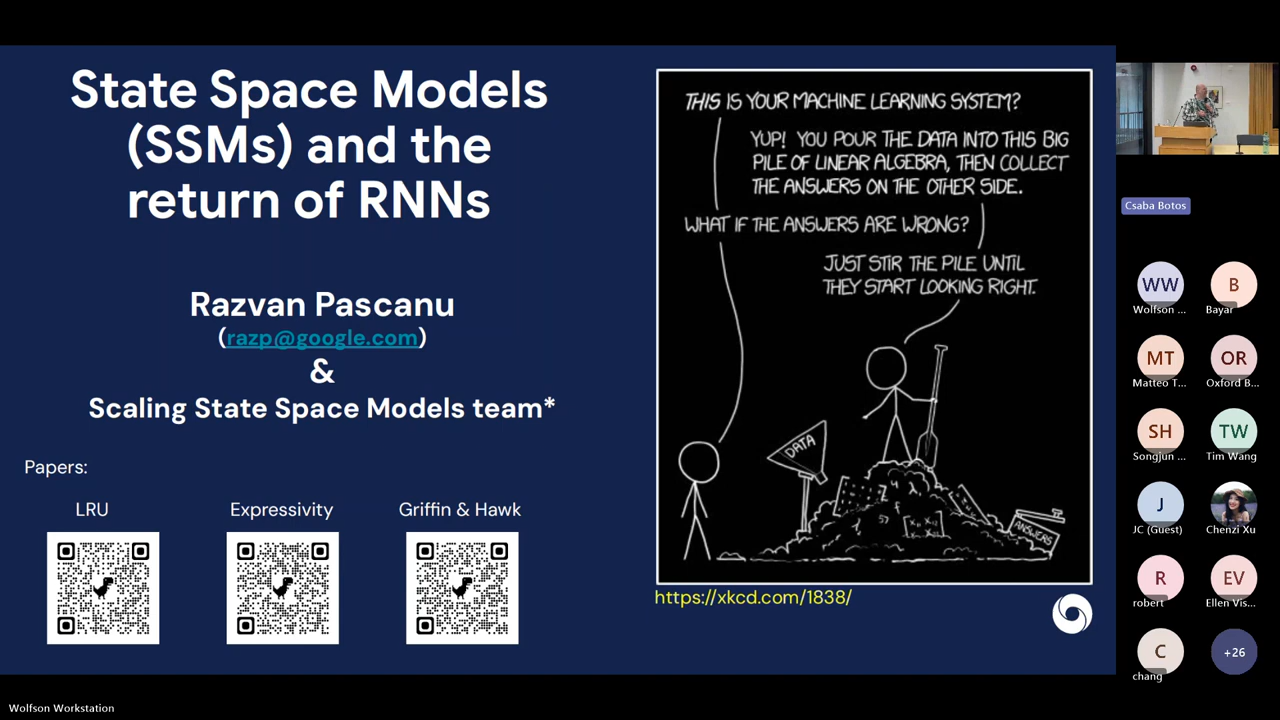 State Space Models
(SSMs) and the
return of RNNs
Razvan Pascanu
(razp@google.com)
&
Scaling State Space Models team*
Papers:
LRU
Expressivity
Griffin & Hawk
THIS IS YOUR MACHINE LEARNING SYSTEM?
YUP! YOU POUR THE DATA INTO THIS BIG
PILE OF LINEAR ALGEBRA, THEN COLLECT
THE ANSWERS ON THE OTHER SIDE.
WHAT IF THE ANSWERS ARE WRONG?
JUST STIR THE PILE UNTIL
THEY START LOOKING RIGHT.
DATA
ANSWERS
https://xkcd.com/1838/
Csaba Botos
WW
Wolfson ...
B
Bayar
MT
Matteo T...
OR
Oxford B...
SH
Songjun ...
TW
Tim Wang
J
JC (Guest)
Chenzi Xu
R
robert
EV
Ellen Vis...
C
chang
+26
Wolfson Workstation